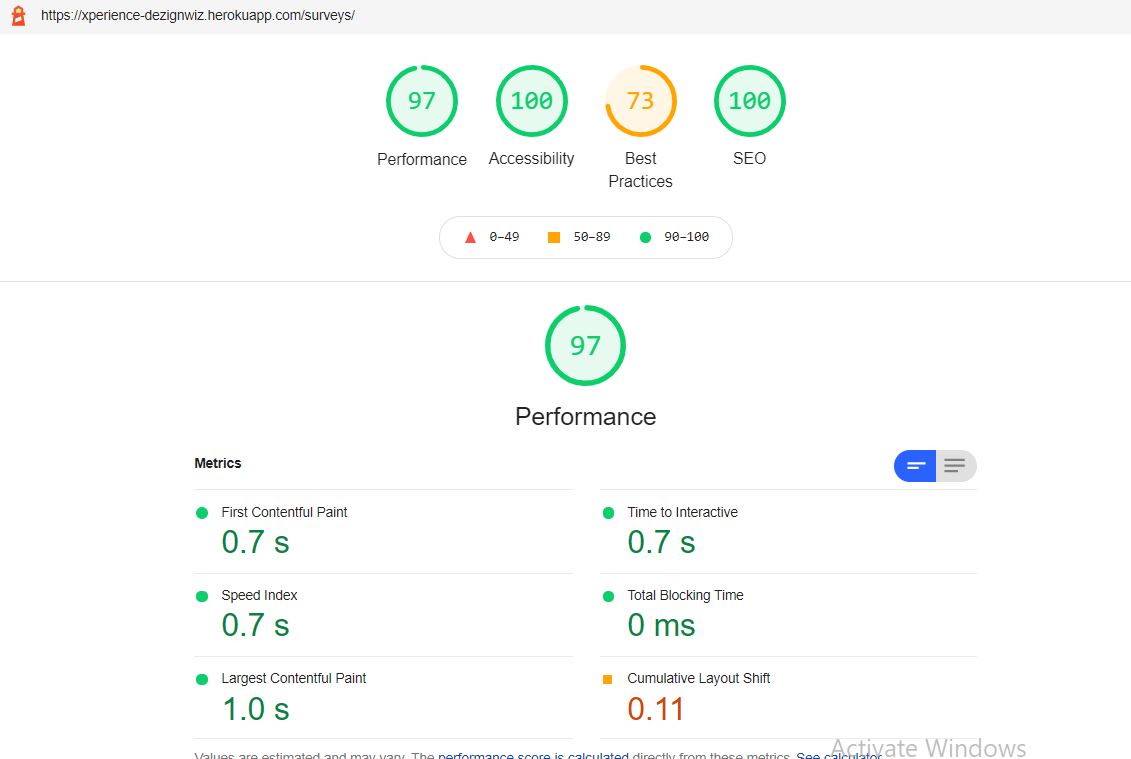 https://xperience-dezignwiz.herokuapp.com/surveys/
97 100 73 100
Performance Accessibility Best Practices SEO
0–49 50–89 90–100
97
Performance
Metrics
First Contentful Paint Time to Interactive
0.7 s 0.7 s
Speed Index Total Blocking Time
0.7 s 0 ms
Largest Contentful Paint Cumulative Layout Shift
1.0 s 0.11
Values are estimated and may vary. The performance score is calculated directly from these metrics. See calculator.
Activate Windows